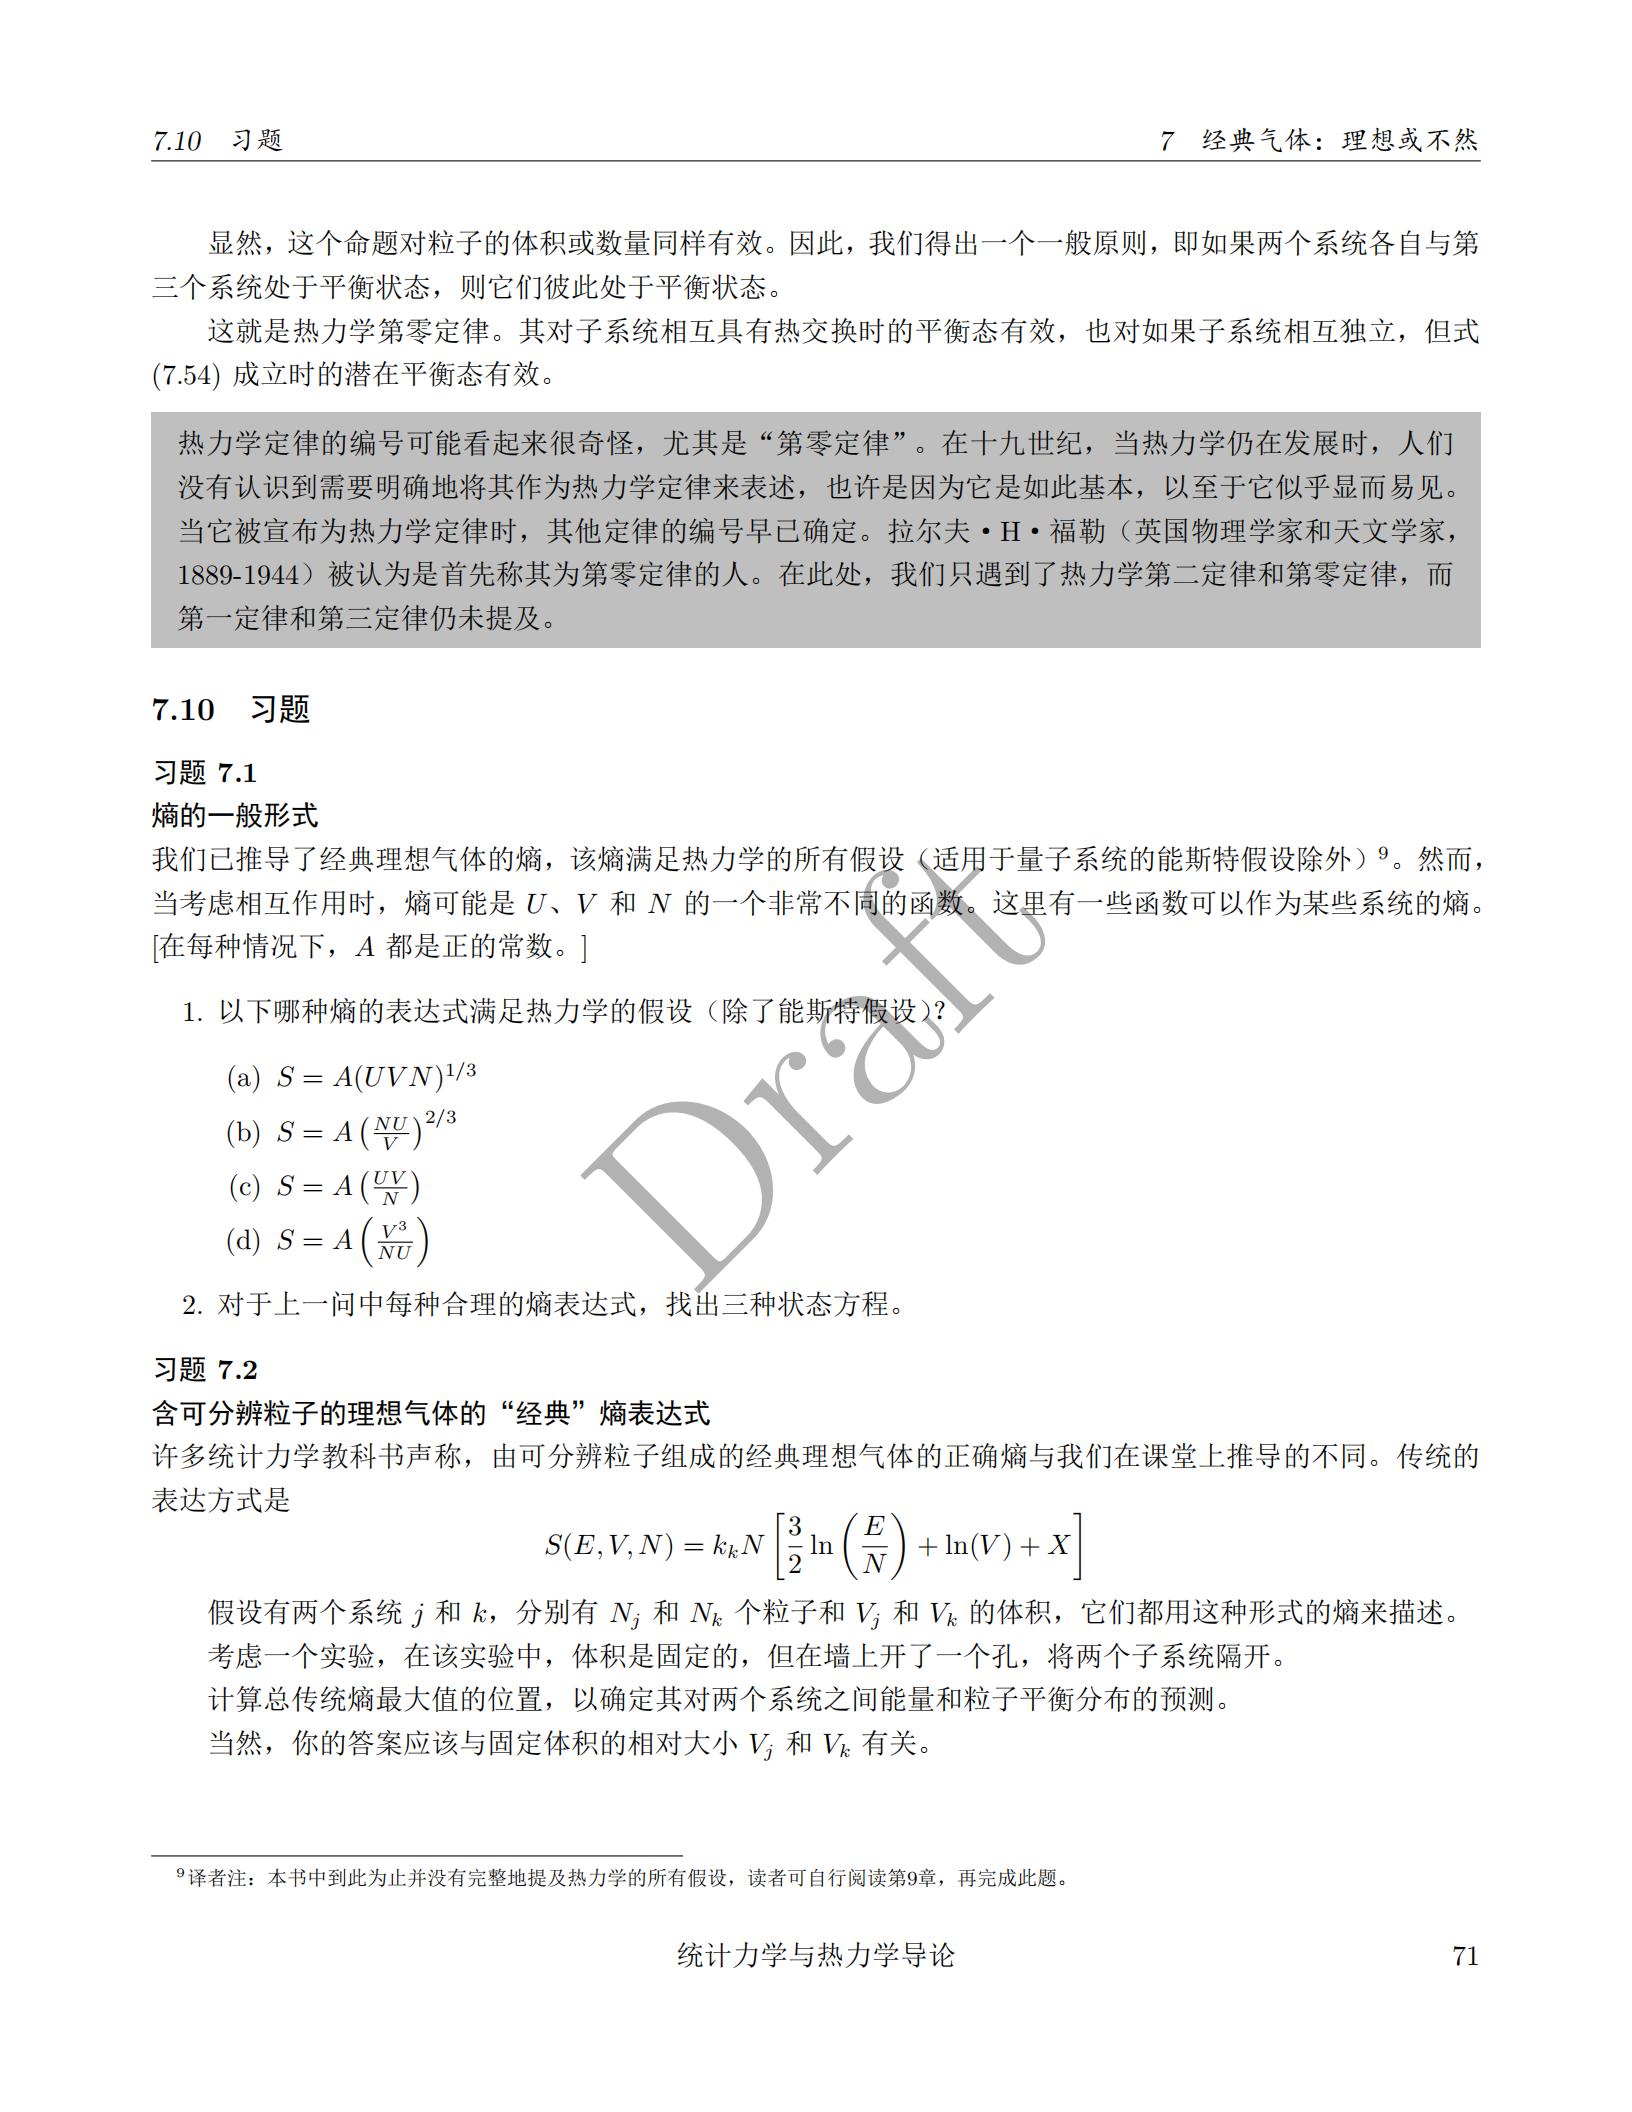 7.10 习题 7 经典气体：理想或不然
显然，这个命题对粒子的体积或数量同样有效。因此，我们得出一个一般原则，即如果两个系统各自与第
三个系统处于平衡状态，则它们彼此处于平衡状态。
这就是热力学第零定律。其对子系统相互具有热交换时的平衡态有效，也对如果子系统相互独立，但式
(7.54) 成立时的潜在平衡态有效。
热力学定律的编号可能看起来很奇怪，尤其是“第零定律”。在十九世纪，当热力学仍在发展时，人们
没有认识到需要明确地将其作为热力学定律来表述，也许是因为它是如此基本，以至于它似乎显而易见。
当它被宣布为热力学定律时，其他定律的编号早已确定。拉尔夫·H·福勒（英国物理学家和天文学家，
1889-1944）被认为是首先称其为第零定律的人。在此处，我们只遇到了热力学第二定律和第零定律，而
第一定律和第三定律仍未提及。
7.10 习题
习题 7.1
熵的一般形式
我们已推导了经典理想气体的熵，该熵满足热力学的所有假设（适用于量子系统的能斯特假设除外）⁹。然而，
当考虑相互作用时，熵可能是 U、V 和 N 的一个非常不同的函数。这里有一些函数可以作为某些系统的熵。
[在每种情况下，A 都是正的常数。]
1. 以下哪种熵的表达式满足热力学的假设（除了能斯特假设）?
(a) S = A(UVN)^{1/3}
(b) S = A (NU/V)^{2/3}
(c) S = A (UV/N)
(d) S = A (V³/NU)
2. 对于上一问中每种合理的熵表达式，找出三种状态方程。
习题 7.2
含可分辨粒子的理想气体的“经典”熵表达式
许多统计力学教科书声称，由可分辨粒子组成的经典理想气体的正确熵与我们在课堂上推导的不同。传统的
表达方式是
S(E, V, N) = k_k N [3/2 ln (E/N) + ln(V) + X]
假设有两个系统 j 和 k，分别有 N_j 和 N_k 个粒子和 V_j 和 V_k 的体积，它们都用这种形式的熵来描述。
考虑一个实验，在该实验中，体积是固定的，但在墙上开了一个孔，将两个子系统隔开。
计算总传统熵最大值的位置，以确定其对两个系统之间能量和粒子平衡分布的预测。
当然，你的答案应该与固定体积的相对大小 V_j 和 V_k 有关。
⁹译者注：本书中到此为止并没有完整地提及热力学的所有假设，读者可自行阅读第9章，再完成此题。
统计力学与热力学导论 71
Draft